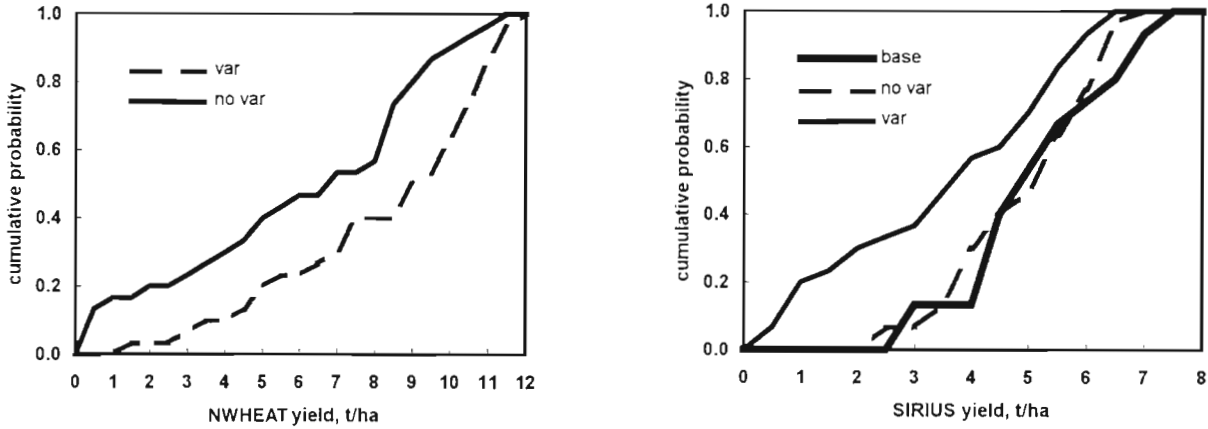 1.0
0.8
0.6
0.4
0.2
0.0
cumulative probability
var
no var
0 1 2 3 4 5 6 7 8 9 10 11 12
NWHEAT yield, t/ha
1.0
0.8
0.6
0.4
0.2
0.0
cumulative probability
base
no var
var
0 1 2 3 4 5 6 7 8
SIRIUS yield, t/ha